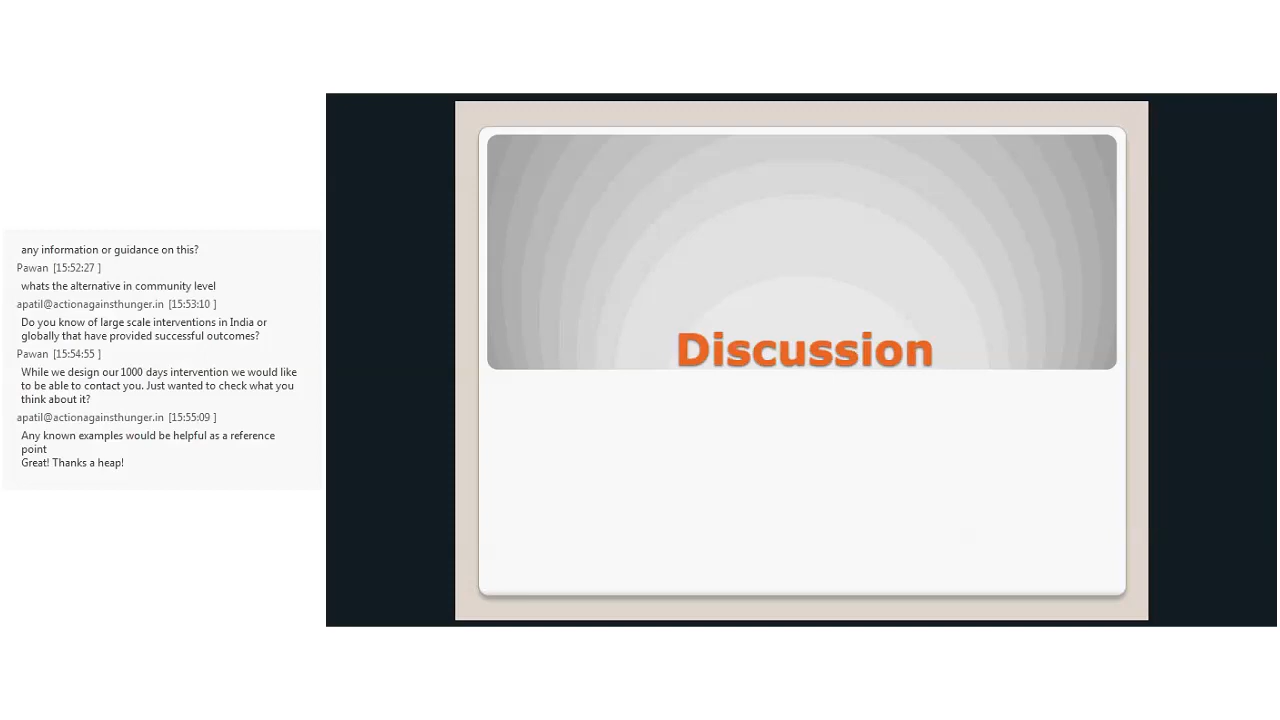 any information or guidance on this?
Pawan [15:52:27 ]
whats the alternative in community level
apatil@actionagainsthunger.in [15:53:10 ]
Do you know of large scale interventions in India or
globally that have provided successful outcomes?
Pawan [15:54:55 ]
While we design our 1000 days intervention we would like
to be able to contact you. Just wanted to check what you
think about it?
apatil@actionagainsthunger.in [15:55:09 ]
Any known examples would be helpful as a reference
point
Great! Thanks a heap!
Discussion